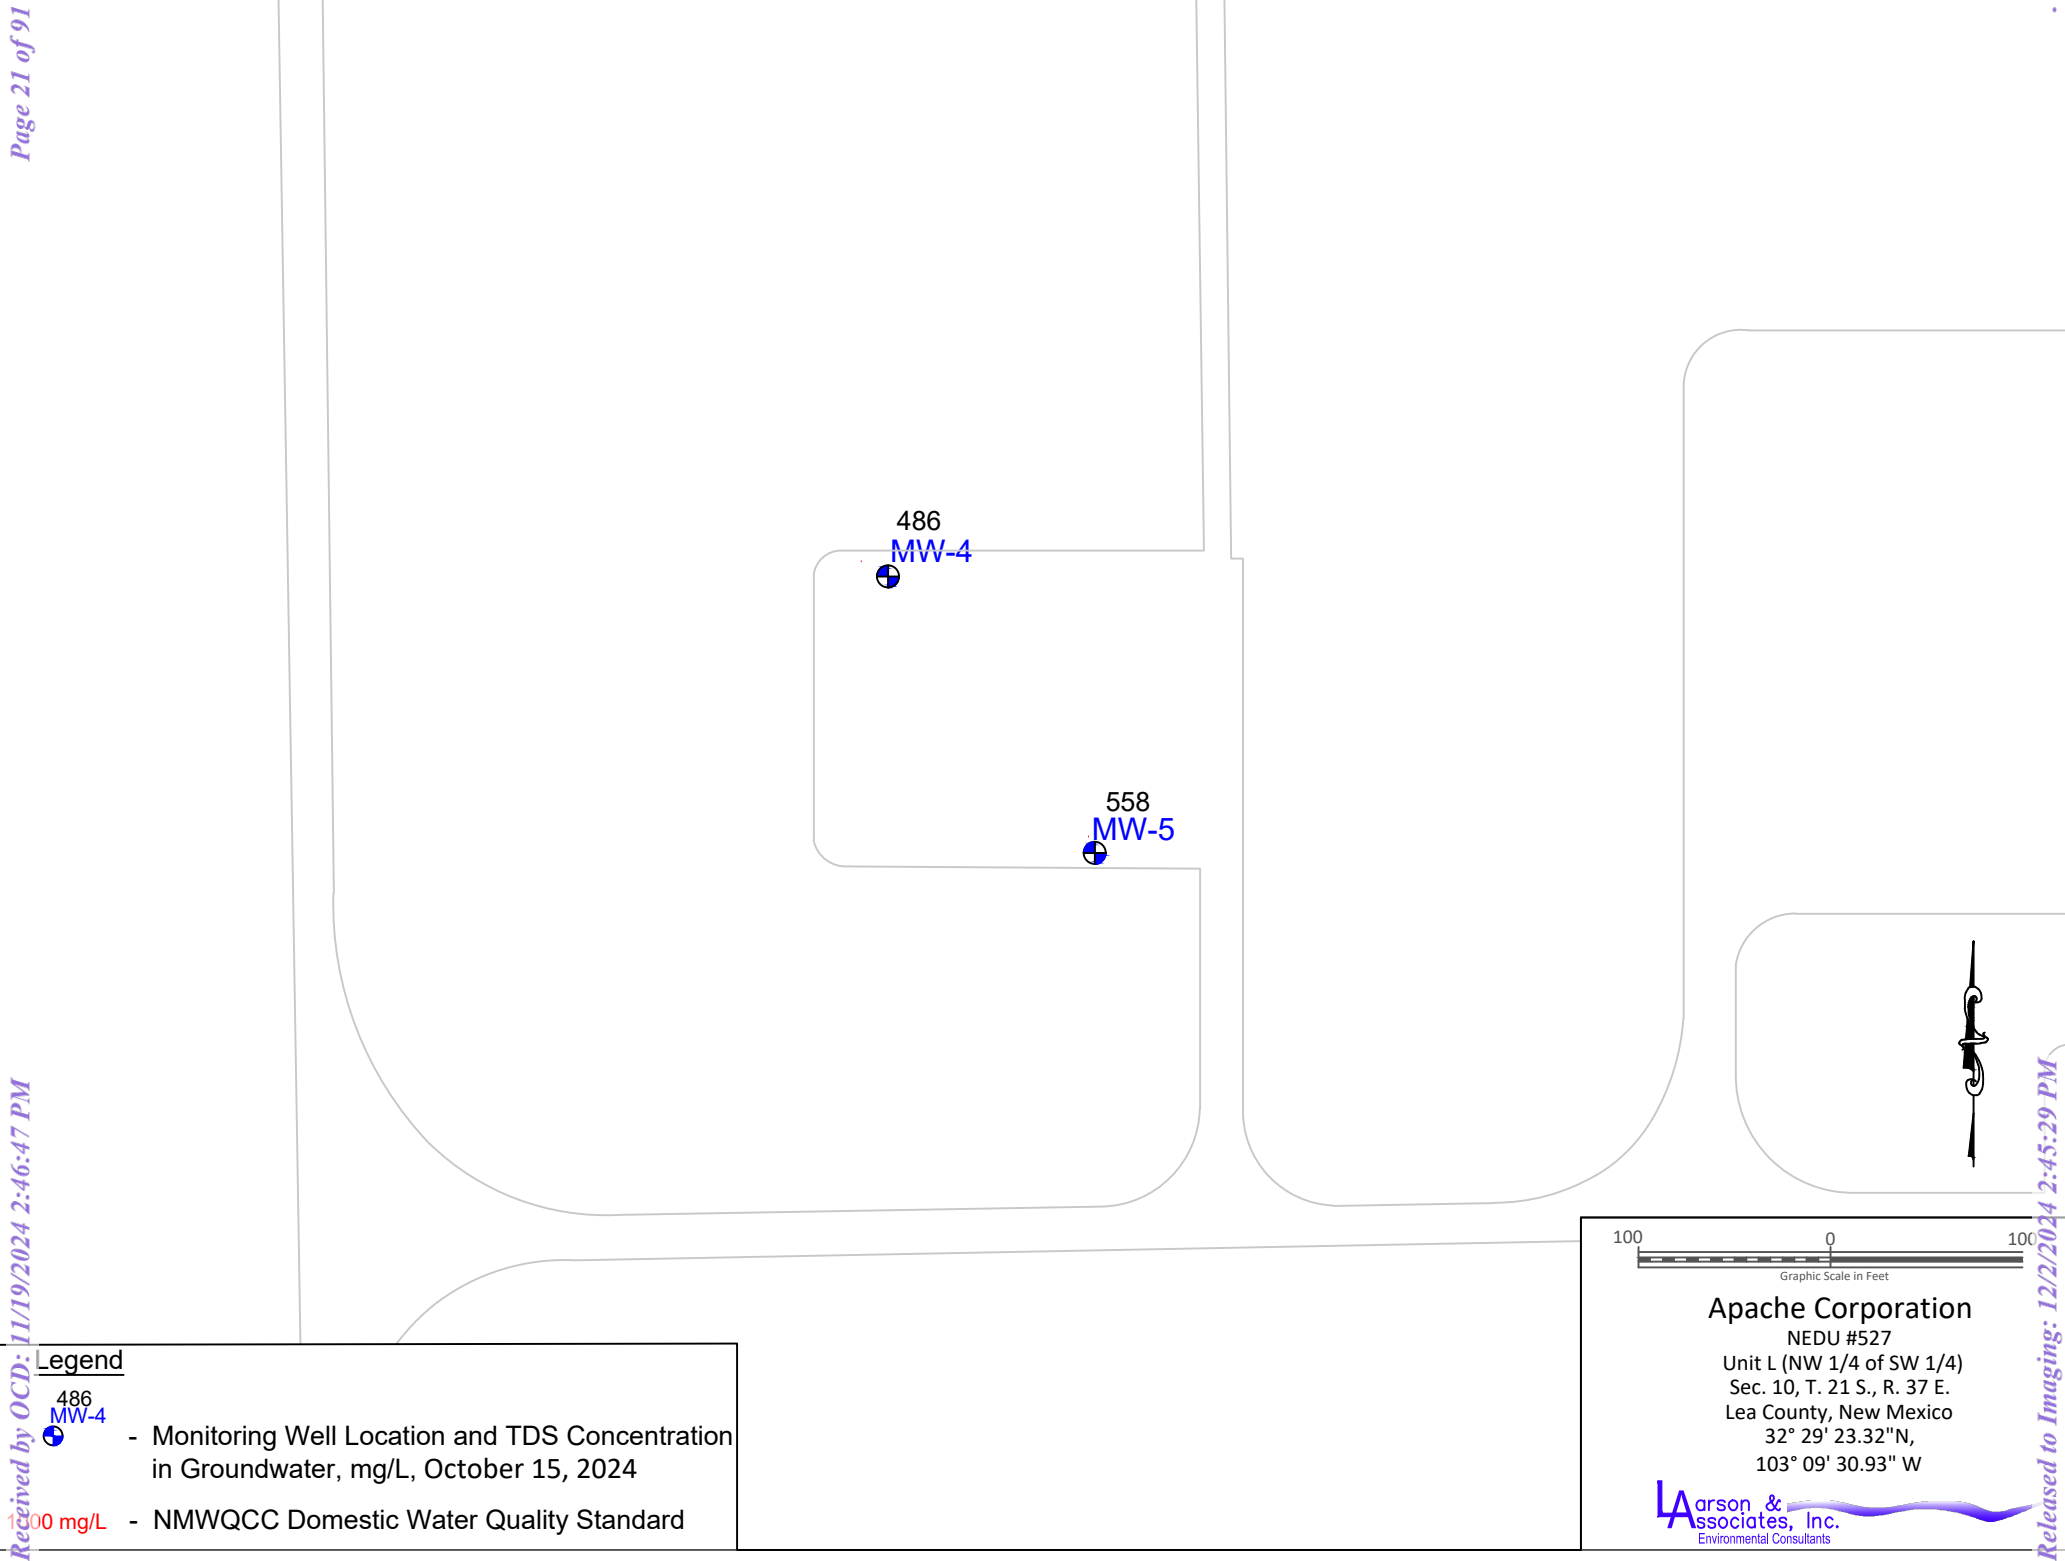 Page 21 of 91
Received by OCD: 11/19/2024 2:46:47 PM
486
MW-4
558
MW-5
Legend
486
MW-4
- Monitoring Well Location and TDS Concentration
in Groundwater, mg/L, October 15, 2024
mg/L - NMWQCC Domestic Water Quality Standard
100 0 100
Graphic Scale in Feet
Apache Corporation
NEDU #527
Unit L (NW 1/4 of SW 1/4)
Sec. 10, T. 21 S., R. 37 E.
Lea County, New Mexico
32° 29' 23.32"N,
103° 09' 30.93" W
Larson &
Associates, Inc.
Environmental Consultants
Released to Imaging: 12/2/2024 2:45:29 PM